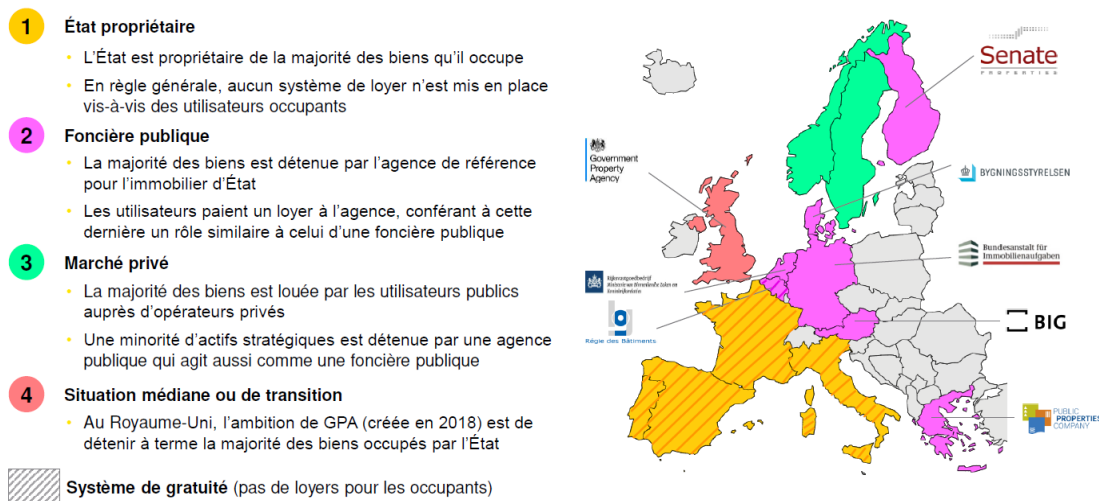 1 État propriétaire
• L'État est propriétaire de la majorité des biens qu'il occupe
• En règle générale, aucun système de loyer n'est mis en place
vis-à-vis des utilisateurs occupants
2 Foncière publique
• La majorité des biens est détenue par l'agence de référence
pour l'immobilier d'État
• Les utilisateurs paient un loyer à l'agence, conférant à cette
dernière un rôle similaire à celui d'une foncière publique
3 Marché privé
• La majorité des biens est louée par les utilisateurs publics
auprès d'opérateurs privés
• Une minorité d'actifs stratégiques est détenue par une agence
publique qui agit aussi comme une foncière publique
4 Situation médiane ou de transition
• Au Royaume-Uni, l'ambition de GPA (créée en 2018) est de
détenir à terme la majorité des biens occupés par l'État
Système de gratuité (pas de loyers pour les occupants)
Senate
PROPERTIES
Government
Property
Agency
BYGNINGSSTYRELSEN
Bundesanstalt für
Immobilienaufgaben
Rijksvastgoedbedrijf
Ministerie van Binnenlandse Zaken en
Koninkrijksrelaties
Régie des Bâtiments
BIG
PUBLIC
PROPERTIES
COMPANY